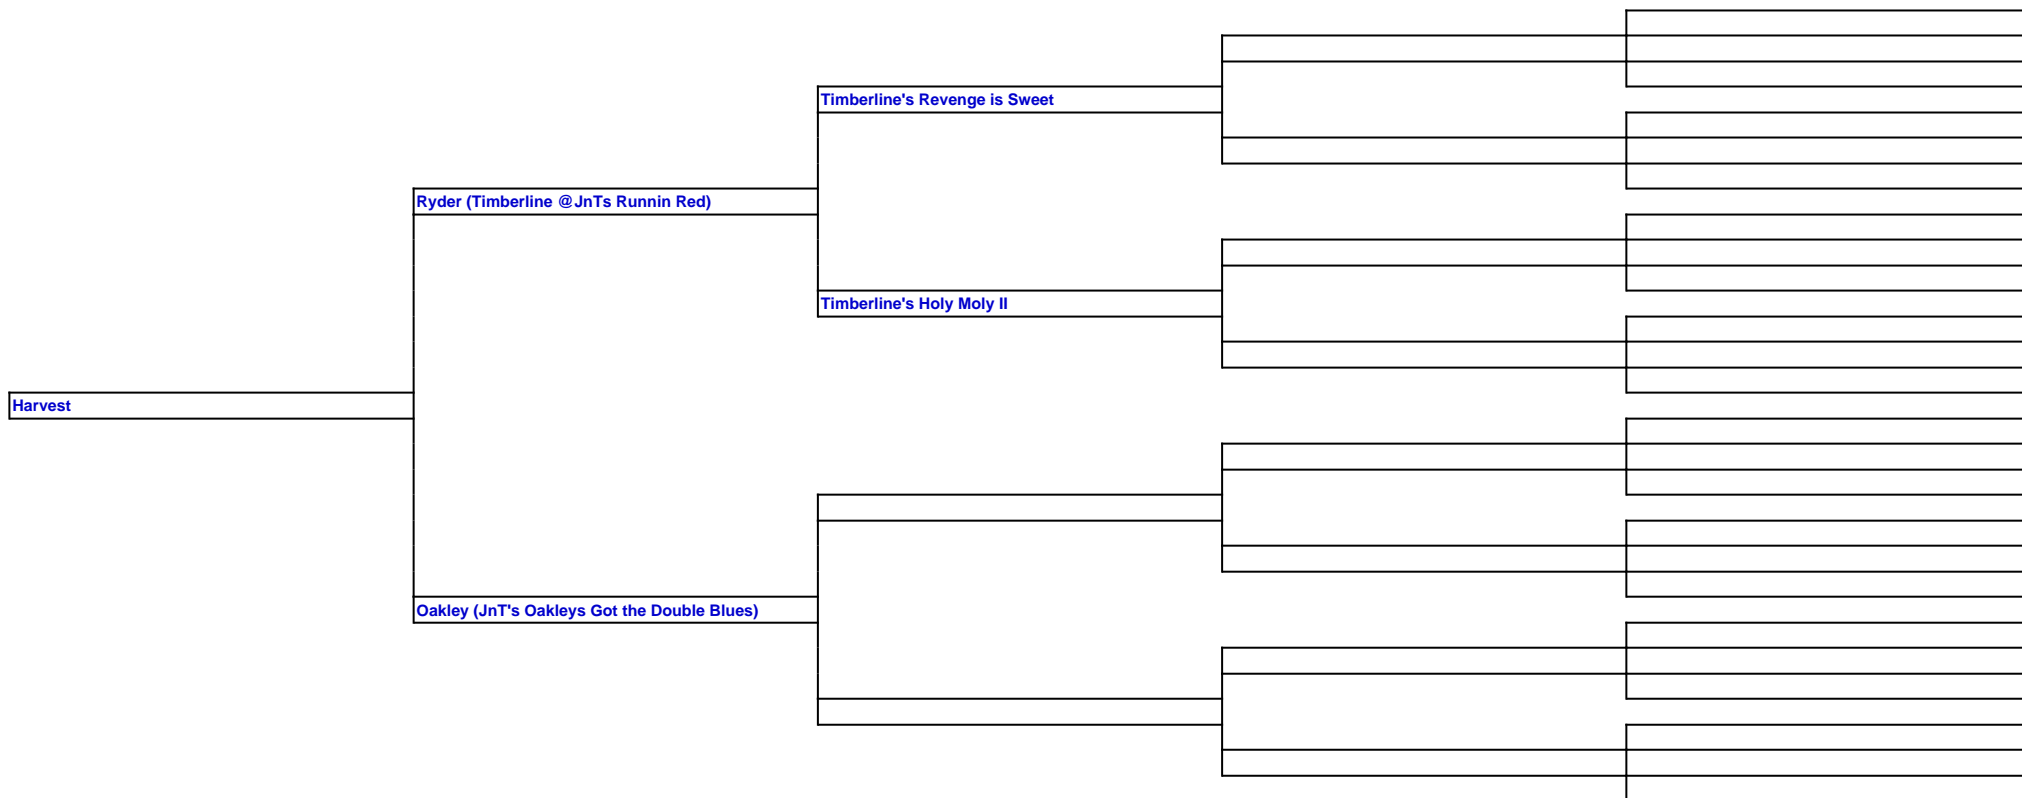 Timberline's Revenge is Sweet
Ryder (Timberline @JnTs Runnin Red)
Timberline's Holy Moly II
Harvest
Oakley (JnT's Oakleys Got the Double Blues)